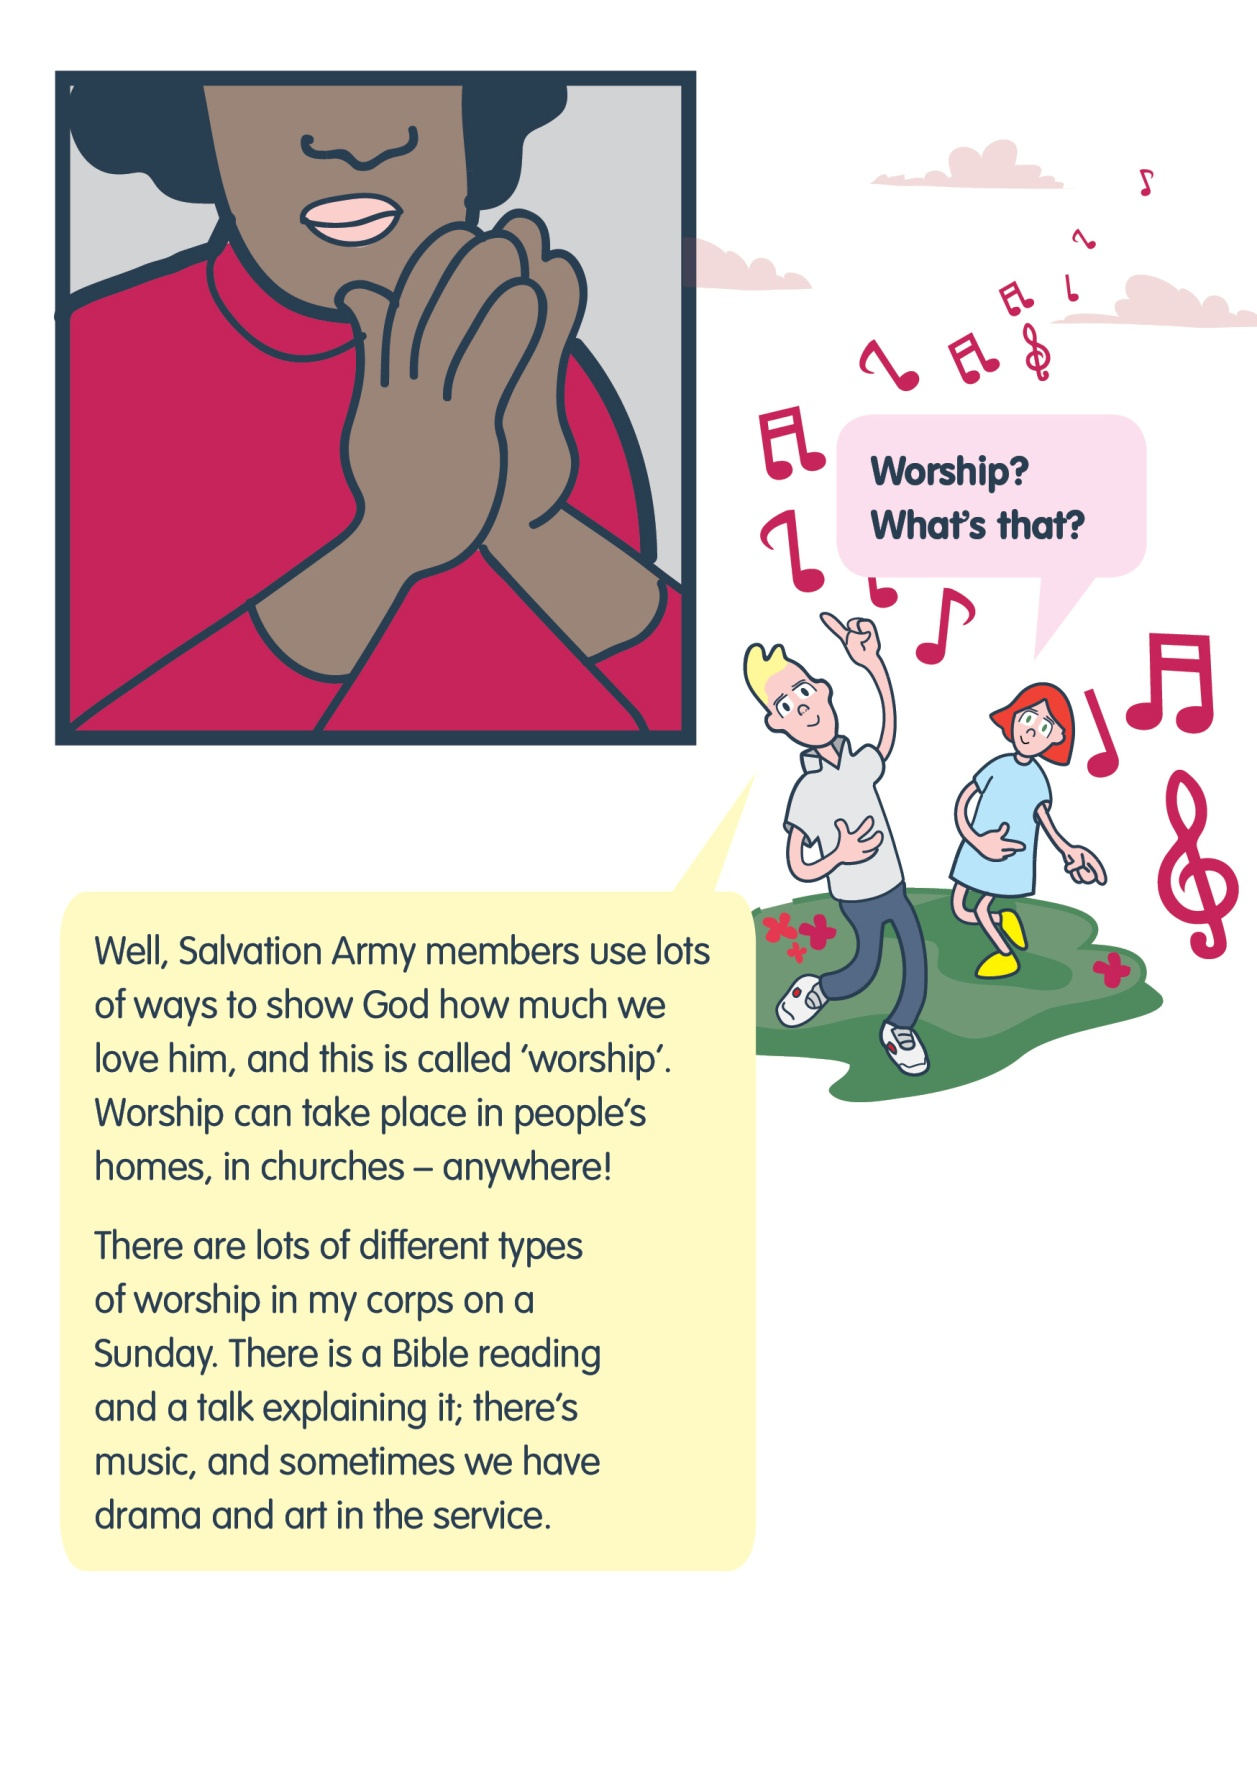 Worship?
What's that?
Well, Salvation Army members use lots
of ways to show God how much we
love him, and this is called ‘worship’.
Worship can take place in people's
homes, in churches – anywhere!
There are lots of different types
of worship in my corps on a
Sunday. There is a Bible reading
and a talk explaining it; there's
music, and sometimes we have
drama and art in the service.